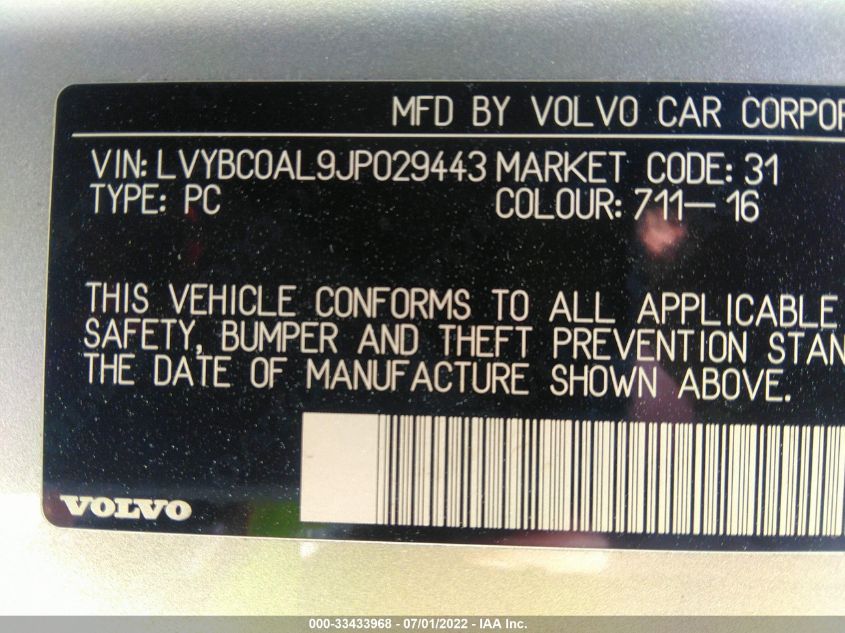 MFD BY VOLVO CAR
VIN: LVYBC0AL9JP029443 MARKET CODE: 31
TYPE: PC COLOUR: 711-16
THIS VEHICLE CONFORMS TO ALL APPLICABLE
SAFETY, BUMPER AND THEFT PREVENTION
THE DATE OF MANUFACTURE SHOWN ABOVE.
VOLVO
000-33433968 - 07/01/2022 - IAA Inc.